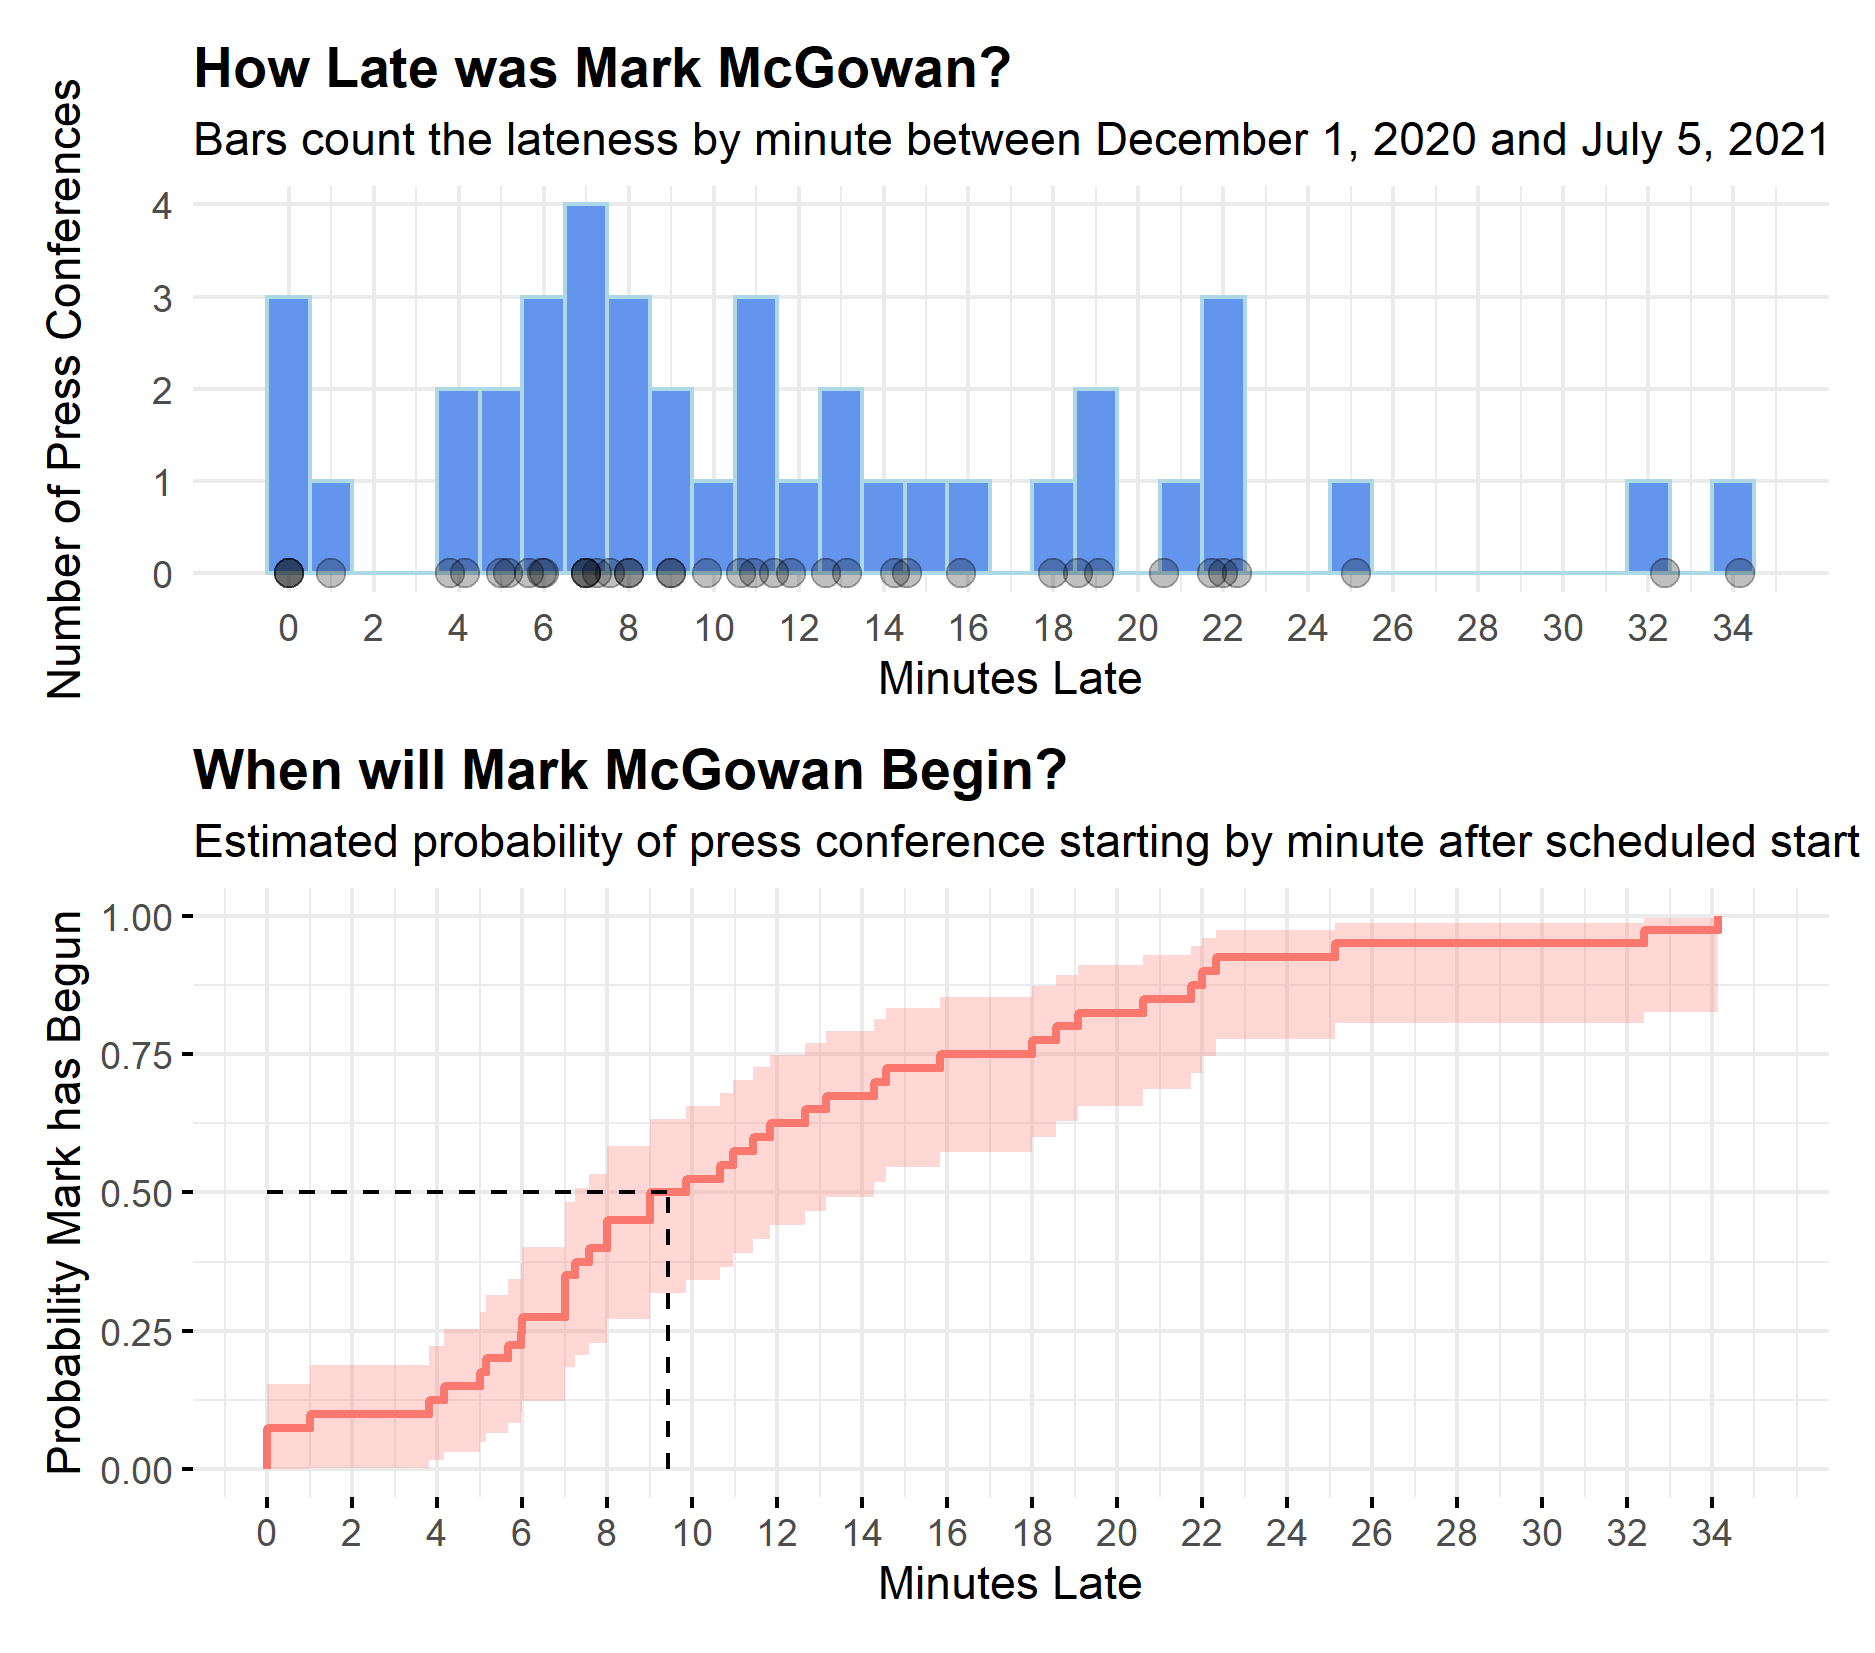 How Late was Mark McGowan?
Bars count the lateness by minute between December 1, 2020 and July 5, 2021
Number of Press Conferences
4
3
2
1
0
0 2 4 6 8 10 12 14 16 18 20 22 24 26 28 30 32 34
Minutes Late
When will Mark McGowan Begin?
Estimated probability of press conference starting by minute after scheduled start
Probability Mark has Begun
1.00
0.75
0.50
0.25
0.00
0 2 4 6 8 10 12 14 16 18 20 22 24 26 28 30 32 34
Minutes Late